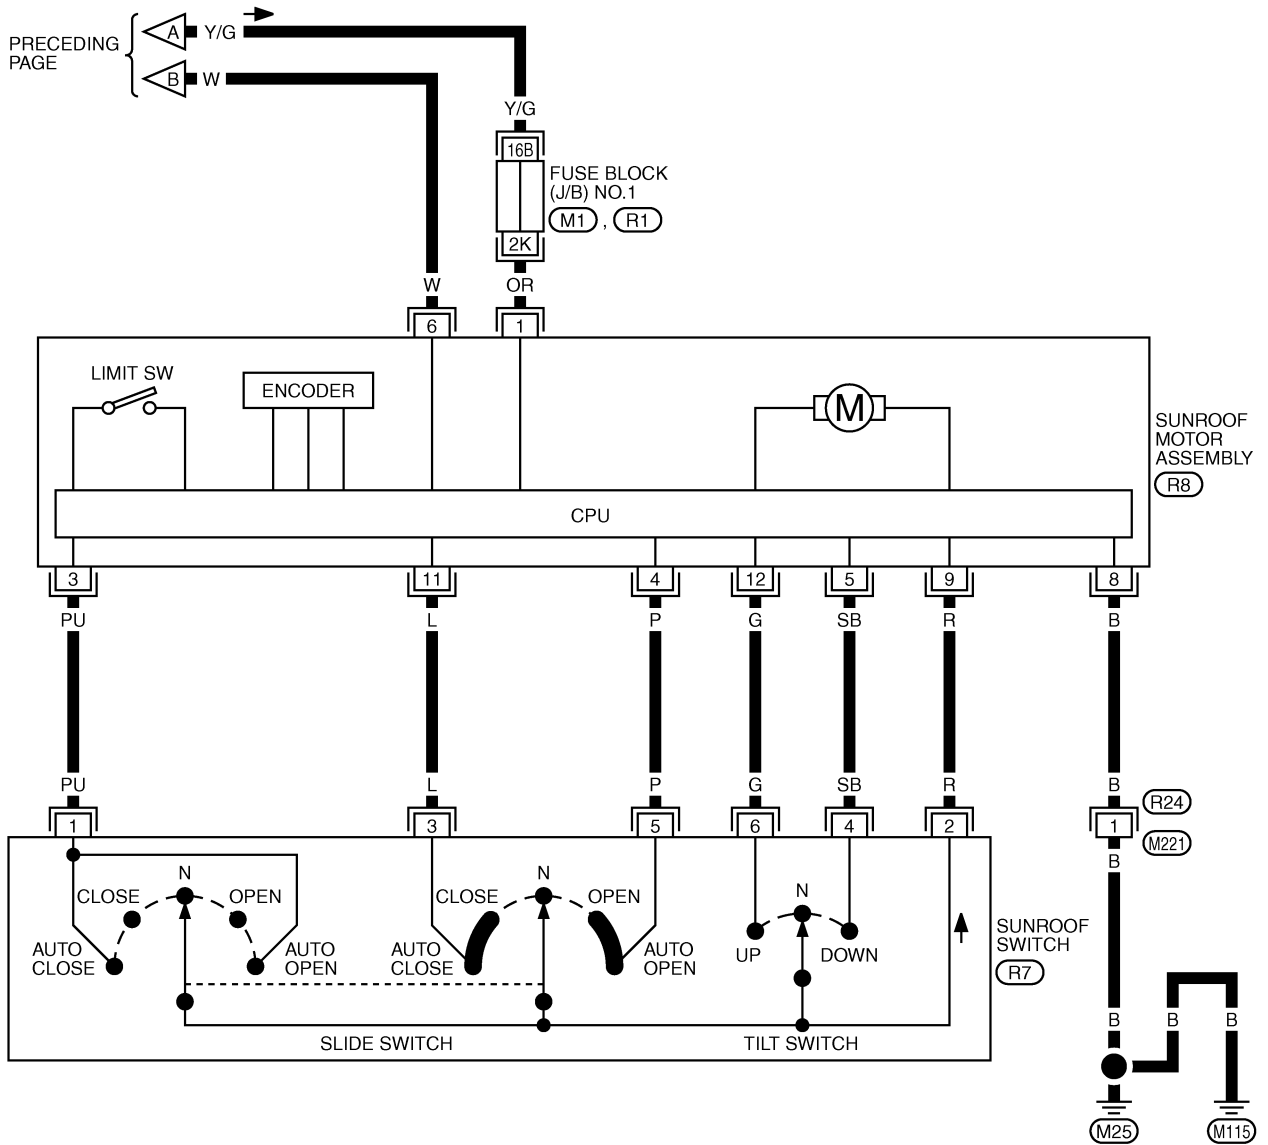 PRECEDING
PAGE
A Y/G
B W
Y/G
16B
FUSE BLOCK
(J/B) NO.1
M1 , R1
2K
W OR
6 1
LIMIT SW
ENCODER
M
SUNROOF
MOTOR
ASSEMBLY
R8
CPU
3 11 4 12 5 9 8
PU L P G SB R B
PU L P G SB R B
R24
1 3 5 6 4 2 1
M221
B
N N N
CLOSE OPEN CLOSE OPEN
AUTO
CLOSE
AUTO
OPEN
AUTO
CLOSE
AUTO
OPEN
UP DOWN
SUNROOF
SWITCH
R7
B B B
SLIDE SWITCH TILT SWITCH
M25 M115